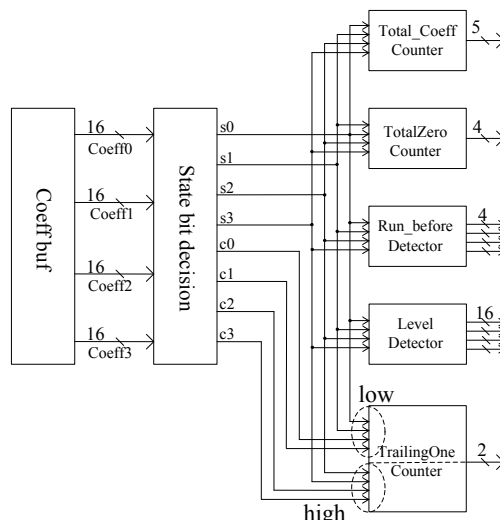 Coeff buf
16
Coeff0
16
Coeff1
16
Coeff2
16
Coeff3
State bit decision
s0
s1
s2
s3
c0
c1
c2
c3
Total_Coeff
Counter
5
TotalZero
Counter
4
Run_before
Detector
4
Level
Detector
16
low
TrailingOne
Counter
2
high